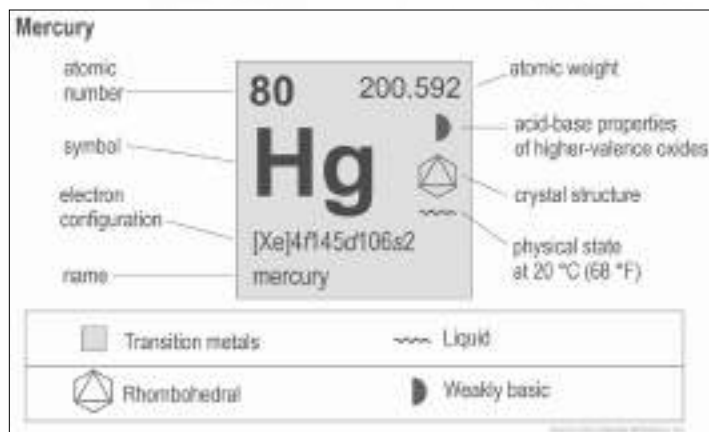 Mercury
atomic
number
80
200.592
atomic weight
symbol
Hg
acid-base properties
of higher-valence oxides
crystal structure
electron
configuration
[Xe]4f145d106s2
physical state
at 20 °C (68 °F)
name
mercury
Transition metals
Liquid
Rhombohedral
Weakly basic